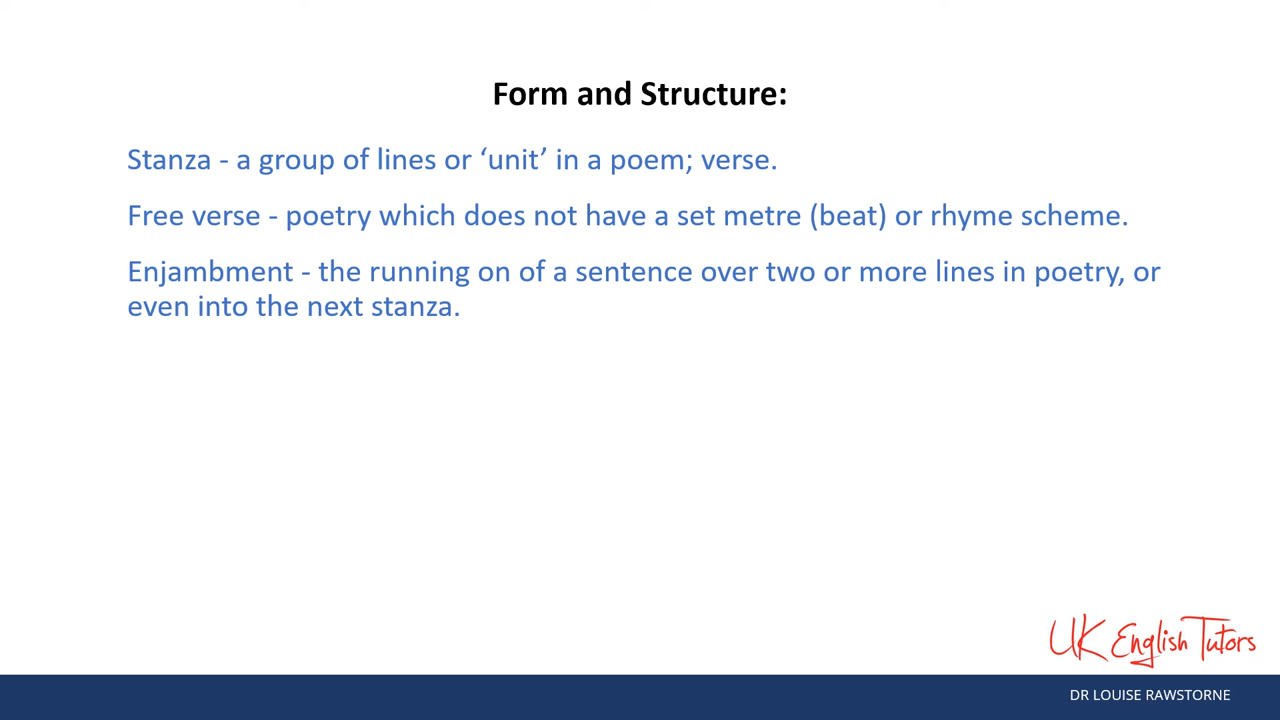 Form and Structure:
Stanza - a group of lines or ‘unit’ in a poem; verse.
Free verse - poetry which does not have a set metre (beat) or rhyme scheme.
Enjambment - the running on of a sentence over two or more lines in poetry, or
even into the next stanza.
UK English Tutors
DR LOUISE RAWSTORNE